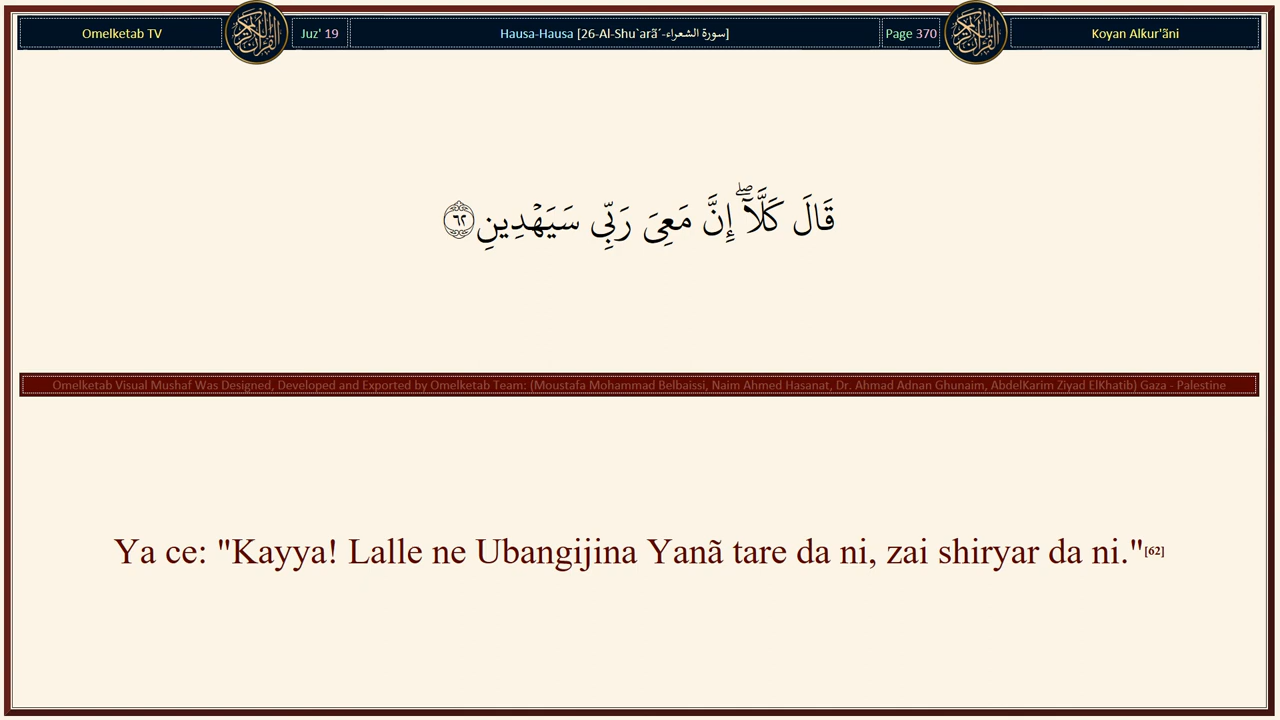 Omelketab TV
Juz' 19
Hausa-Hausa [26-Al-Shu`arã´-سورة الشعراء]
Page 370
Koyan Alƙur'ãni
قَالَ كَلَّآۖ إِنَّ مَعِىَ رَبِّى سَيَهْدِينِ ٦٢
Omelketab Visual Mushaf Was Designed, Developed and Exported by Omelketab Team: (Moustafa Mohammad Belbaissi, Naim Ahmed Hasanat, Dr. Ahmad Adnan Ghunaim, AbdelKarim Ziyad ElKhatib) Gaza - Palestine
Ya ce: "Kayya! Lalle ne Ubangijina Yanã tare da ni, zai shiryar da ni."[62]